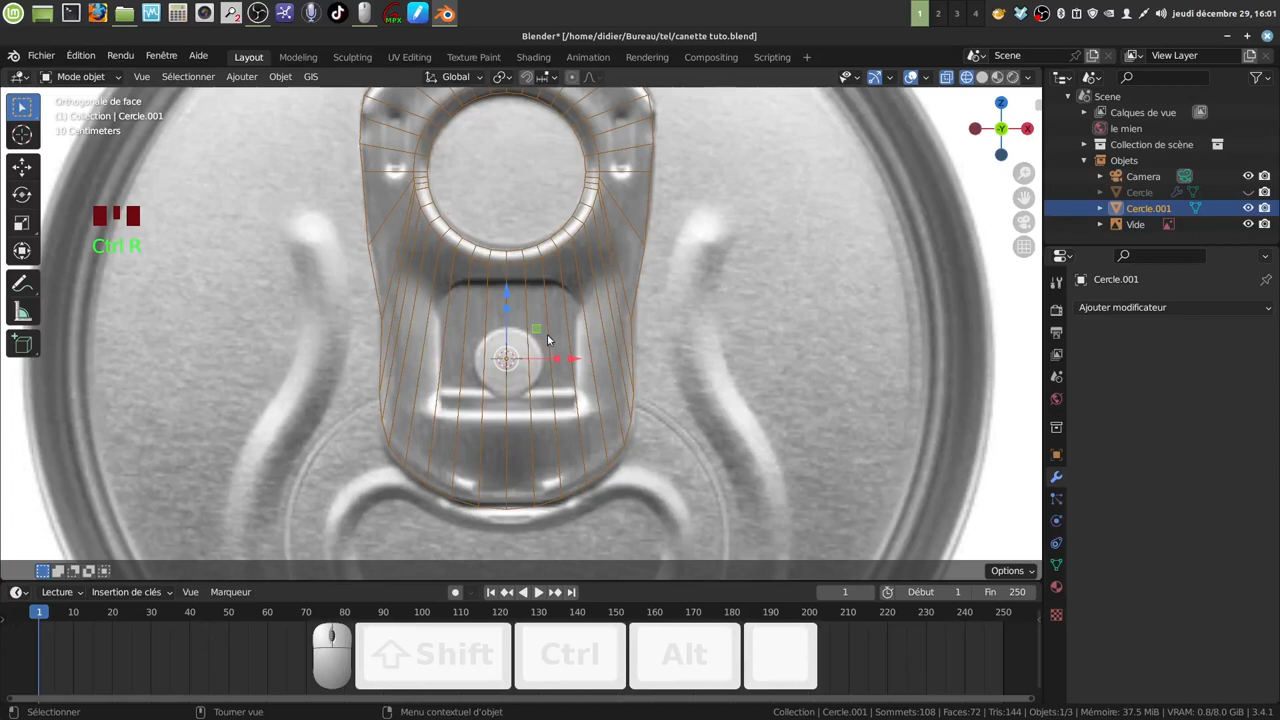 jeudi décembre 29, 16:01
1 2 3 4
Blender* [/home/didier/Bureau/tel/canette tuto.blend]
Fichier Édition Rendu Fenêtre Aide
Layout Modeling Sculpting UV Editing Texture Paint Shading Animation Rendering Compositing Scripting +
Scene View Layer
Mode objet Vue Sélectionner Ajouter Objet GIS Global
Orthogonale de face
(1) Collection | Cercle.001
10 Centimeters
Ctrl R
Z
-Y
X
Scene
Calques de vue
le mien
Collection de scène
Objets
Camera
Cercle
Cercle.001
Vide
Cercle.001
Ajouter modificateur
Options
Lecture Insertion de clés Vue Marqueur 1 Début 1 Fin 250
1 10 20 30 40 50 60 70 80 90 100 110 120 130 140 150 160 170 180 190 200 210 220 230 240 250
Shift Ctrl Alt
Sélectionner Tourner vue Menu contextuel d'objet Collection | Cercle.001 | Sommets:108 | Faces:72 | Tris:144 | Objets:1/3 | Mémoire: 37.5 MiB | VRAM: 0.8/8.0 GiB | 3.4.1